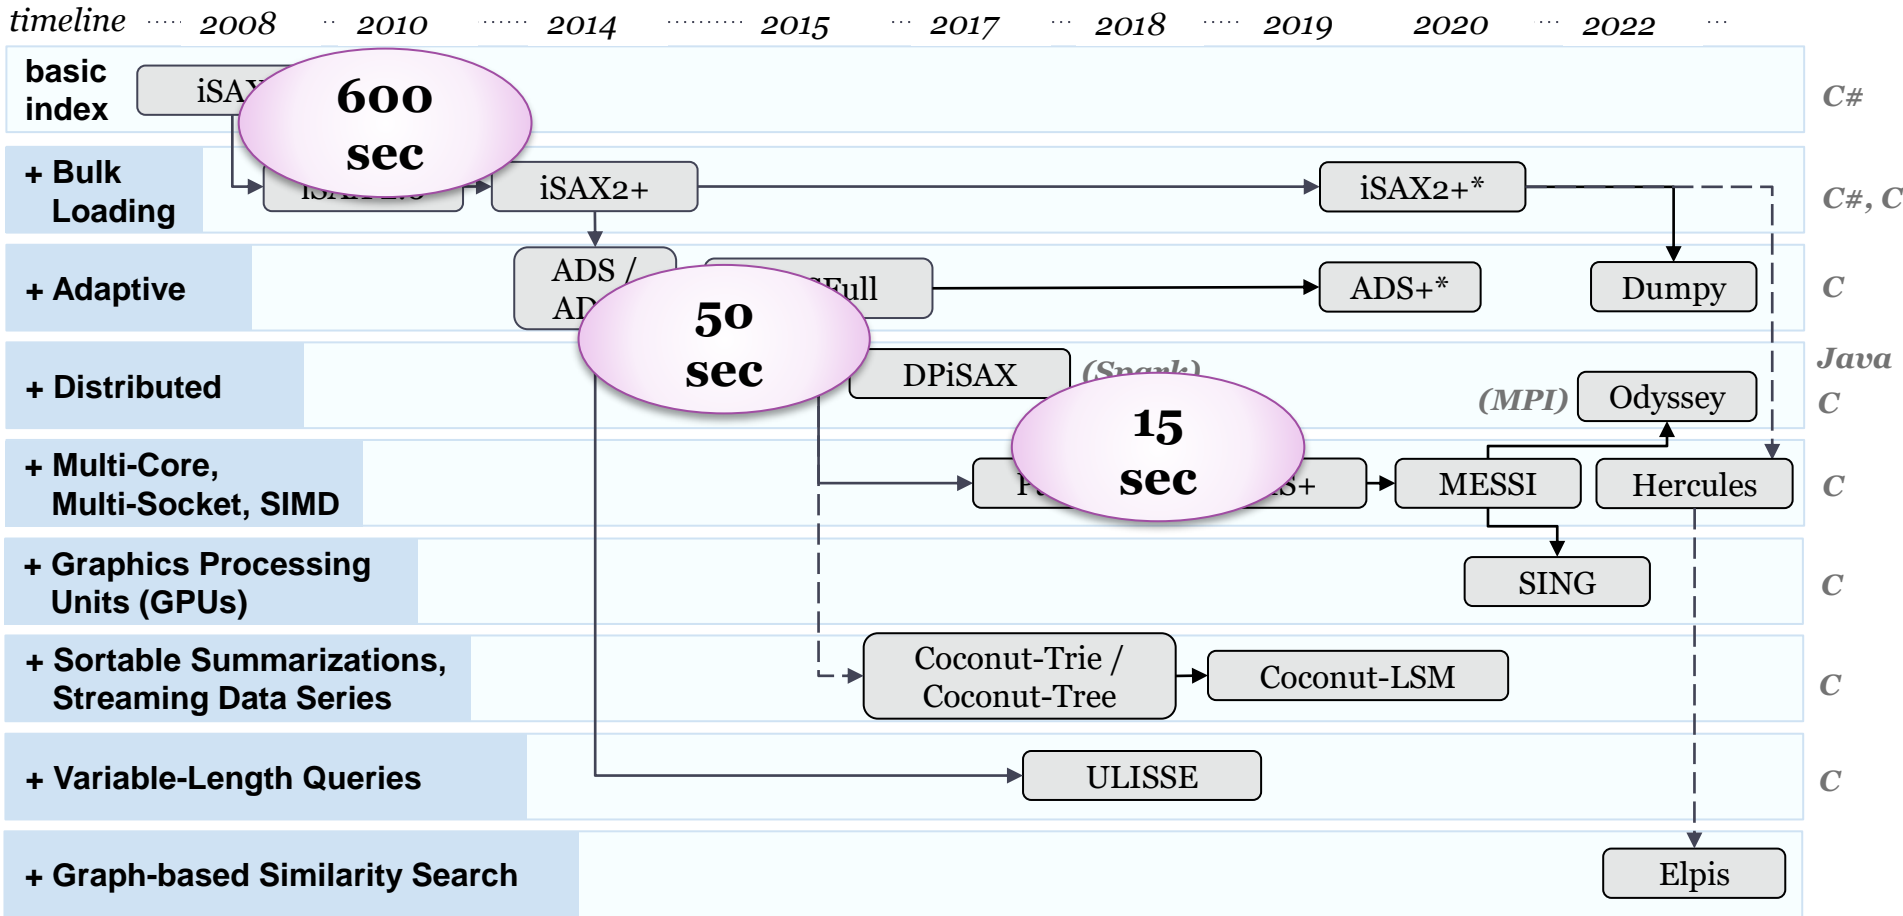 timeline ····· 2008 ·· 2010 ····· 2014 ········· 2015 ···· 2017 ··· 2018 ····· 2019 2020 ··· 2022 ···
basic
index
600
sec
C#
+ Bulk
Loading
iSAX2+
iSAX2+*
C#, C
+ Adaptive
ADS /
ADS+*
Dumpy
C
50
sec
+ Distributed
DPiSAX
(Spark)
(MPI)
Odyssey
Java
C
15
sec
+ Multi-Core,
Multi-Socket, SIMD
MESSI
Hercules
C
+ Graphics Processing
Units (GPUs)
SING
C
+ Sortable Summarizations,
Streaming Data Series
Coconut-Trie /
Coconut-Tree
Coconut-LSM
C
+ Variable-Length Queries
ULISSE
C
+ Graph-based Similarity Search
Elpis